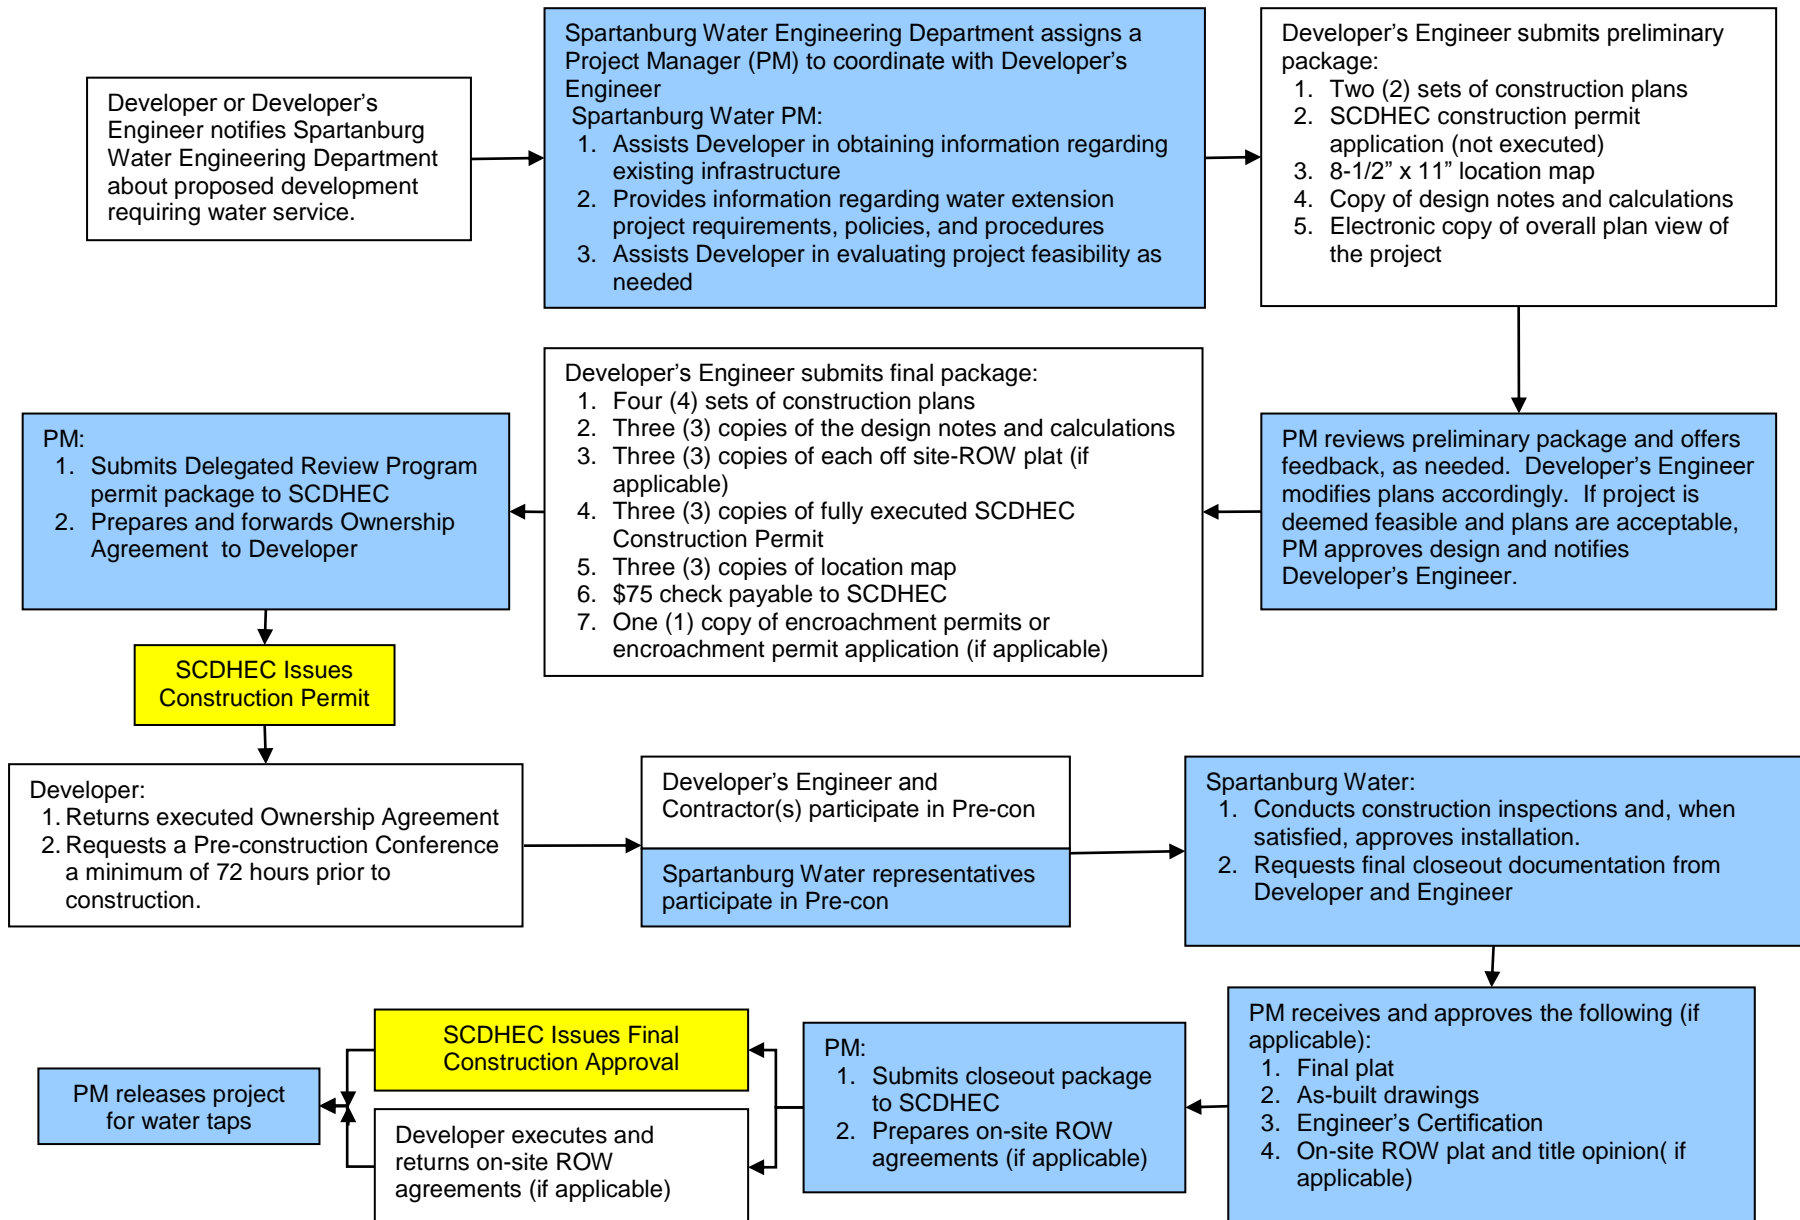 Developer or Developer’s
Engineer notifies Spartanburg
Water Engineering Department
about proposed development
requiring water service.
Spartanburg Water Engineering Department assigns a
Project Manager (PM) to coordinate with Developer’s
Engineer
Spartanburg Water PM:
1. Assists Developer in obtaining information regarding
existing infrastructure
2. Provides information regarding water extension
project requirements, policies, and procedures
3. Assists Developer in evaluating project feasibility as
needed
Developer’s Engineer submits preliminary
package:
1. Two (2) sets of construction plans
2. SCDHEC construction permit
application (not executed)
3. 8-1/2” x 11” location map
4. Copy of design notes and calculations
5. Electronic copy of overall plan view of
the project
PM reviews preliminary package and offers
feedback, as needed.  Developer’s Engineer
modifies plans accordingly.  If project is
deemed feasible and plans are acceptable,
PM approves design and notifies
Developer’s Engineer.
Developer’s Engineer submits final package:
1. Four (4) sets of construction plans
2. Three (3) copies of the design notes and calculations
3. Three (3) copies of each off site-ROW plat (if
applicable)
4. Three (3) copies of fully executed SCDHEC
Construction Permit
5. Three (3) copies of location map
6. $75 check payable to SCDHEC
7. One (1) copy of encroachment permits or
encroachment permit application (if applicable)
PM:
1. Submits Delegated Review Program
permit package to SCDHEC
2. Prepares and forwards Ownership
Agreement  to Developer
SCDHEC Issues
Construction Permit
Developer:
1. Returns executed Ownership Agreement
2. Requests a Pre-construction Conference
a minimum of 72 hours prior to
construction.
Developer’s Engineer and
Contractor(s) participate in Pre-con
Spartanburg Water representatives
participate in Pre-con
Spartanburg Water:
1. Conducts construction inspections and, when
satisfied, approves installation.
2. Requests final closeout documentation from
Developer and Engineer
PM receives and approves the following (if
applicable):
1. Final plat
2. As-built drawings
3. Engineer’s Certification
4. On-site ROW plat and title opinion( if
applicable)
PM:
1. Submits closeout package
to SCDHEC
2. Prepares on-site ROW
agreements (if applicable)
SCDHEC Issues Final
Construction Approval
Developer executes and
returns on-site ROW
agreements (if applicable)
PM releases project
for water taps